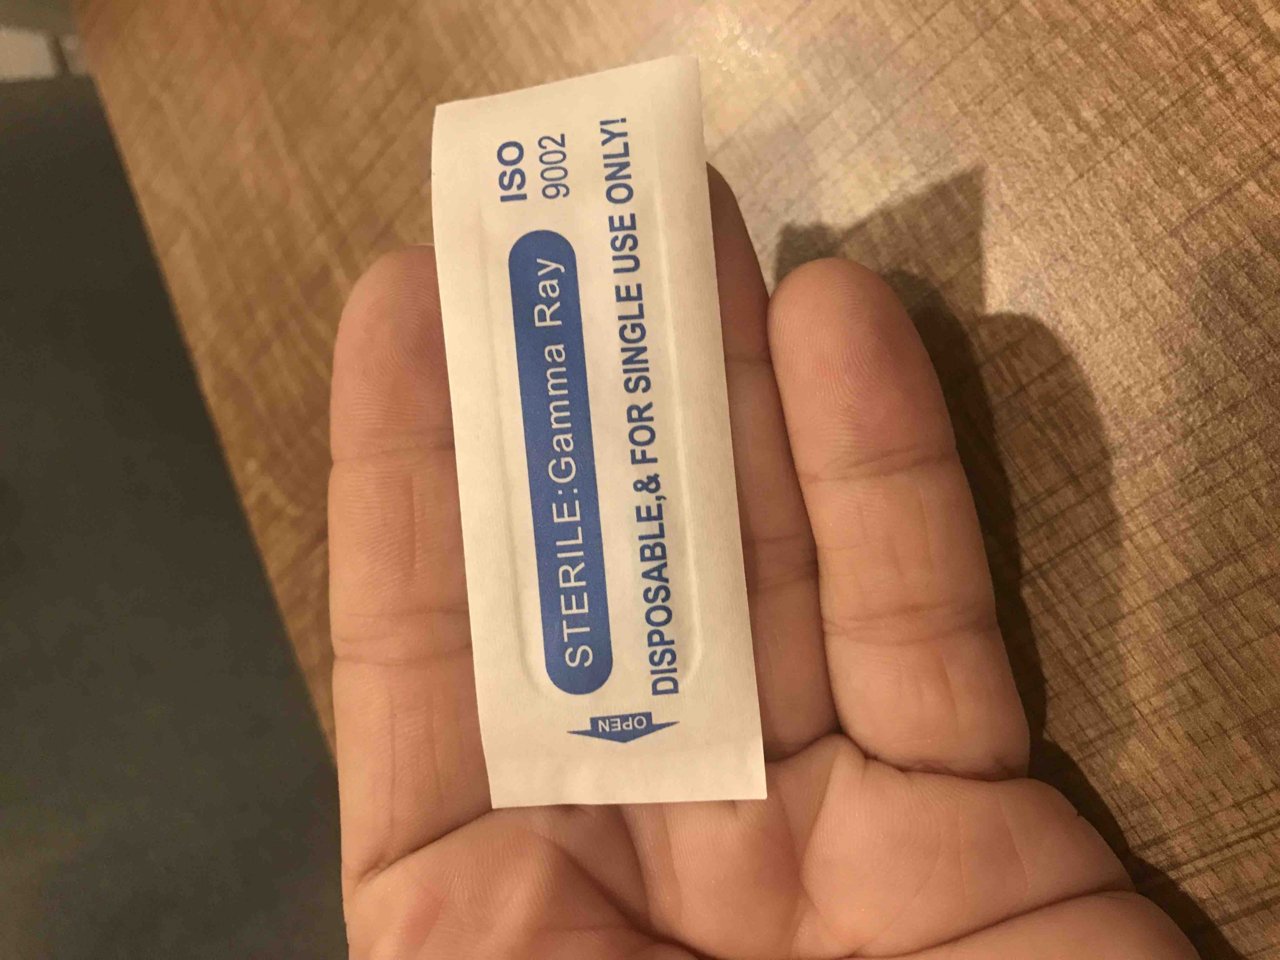 STERILE:Gamma Ray
ISO
9002
DISPOSABLE,& FOR SINGLE USE ONLY!
OPEN